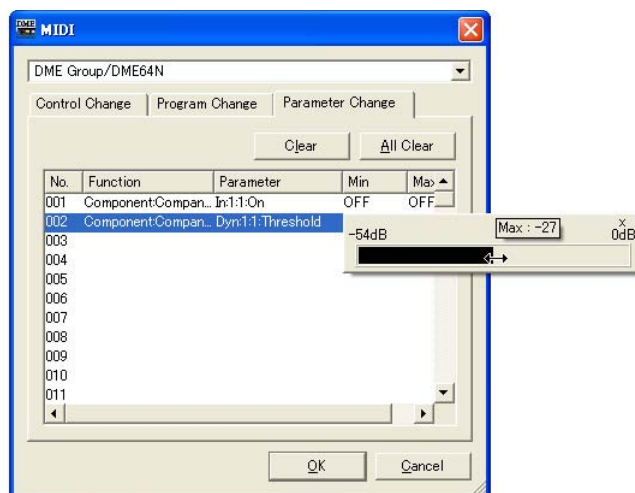 DME MIDI
DME Group/DME64N
Control Change Program Change Parameter Change
Clear All Clear
No. Function Parameter Min Max
001 Component:Compan... In:1:1:On OFF OFF
002 Component:Compan... Dyn:1:1:Threshold
-54dB Max : -27 x 0dB
003
004
005
006
007
008
009
010
011
OK Cancel